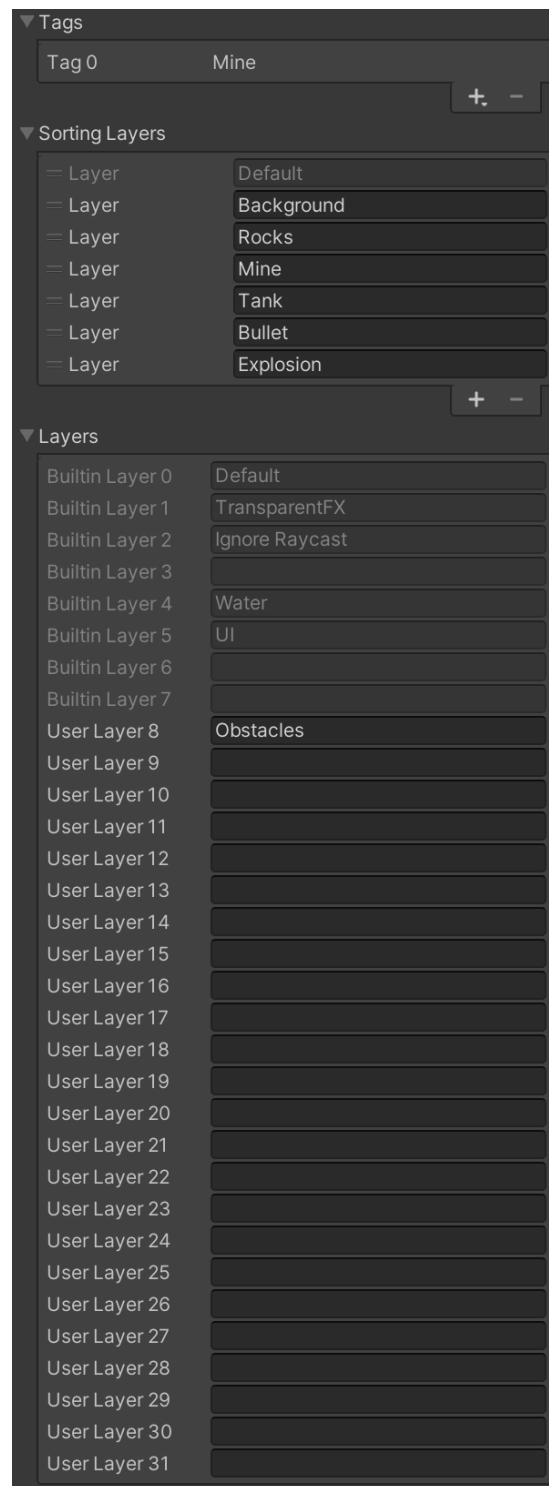 Tags
Tag 0 Mine
Sorting Layers
Layer Default
Layer Background
Layer Rocks
Layer Mine
Layer Tank
Layer Bullet
Layer Explosion
Layers
Builtin Layer 0 Default
Builtin Layer 1 TransparentFX
Builtin Layer 2 Ignore Raycast
Builtin Layer 3
Builtin Layer 4 Water
Builtin Layer 5 UI
Builtin Layer 6
Builtin Layer 7
User Layer 8 Obstacles
User Layer 9
User Layer 10
User Layer 11
User Layer 12
User Layer 13
User Layer 14
User Layer 15
User Layer 16
User Layer 17
User Layer 18
User Layer 19
User Layer 20
User Layer 21
User Layer 22
User Layer 23
User Layer 24
User Layer 25
User Layer 26
User Layer 27
User Layer 28
User Layer 29
User Layer 30
User Layer 31